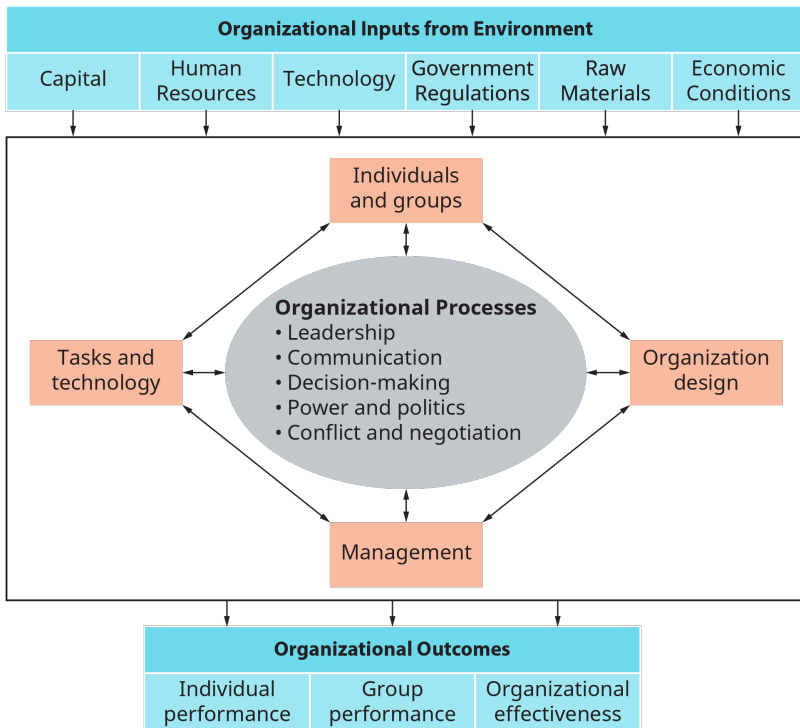 Organizational Inputs from Environment
Capital
Human
Resources
Technology
Government
Regulations
Raw
Materials
Economic
Conditions
Individuals
and groups
Organizational Processes
• Leadership
• Communication
• Decision-making
• Power and politics
• Conflict and negotiation
Tasks and
technology
Organization
design
Management
Organizational Outcomes
Individual
performance
Group
performance
Organizational
effectiveness